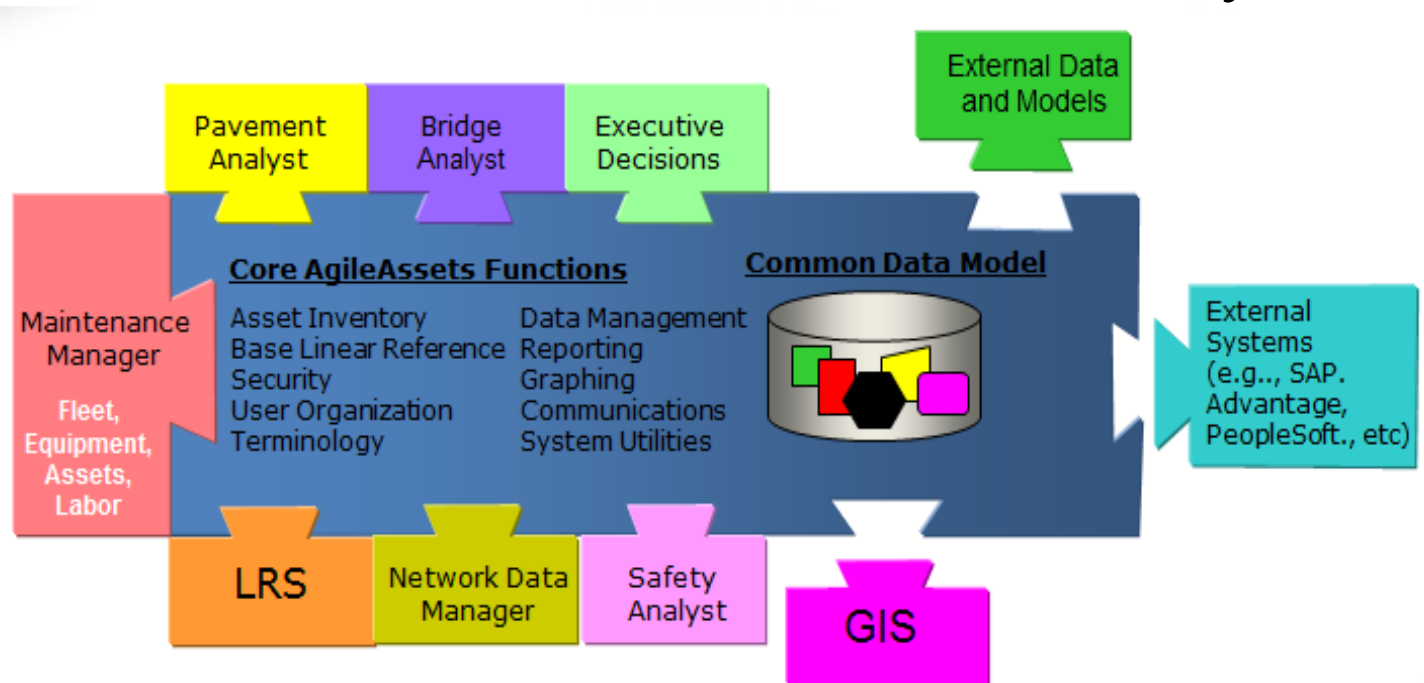 External Data
and Models
Pavement
Analyst
Bridge
Analyst
Executive
Decisions
Maintenance
Manager
Fleet,
Equipment,
Assets,
Labor
Core AgileAssets Functions
Asset Inventory
Base Linear Reference
Security
User Organization
Terminology
Data Management
Reporting
Graphing
Communications
System Utilities
Common Data Model
External
Systems
(e.g.., SAP.
Advantage,
PeopleSoft., etc)
LRS
Network Data
Manager
Safety
Analyst
GIS